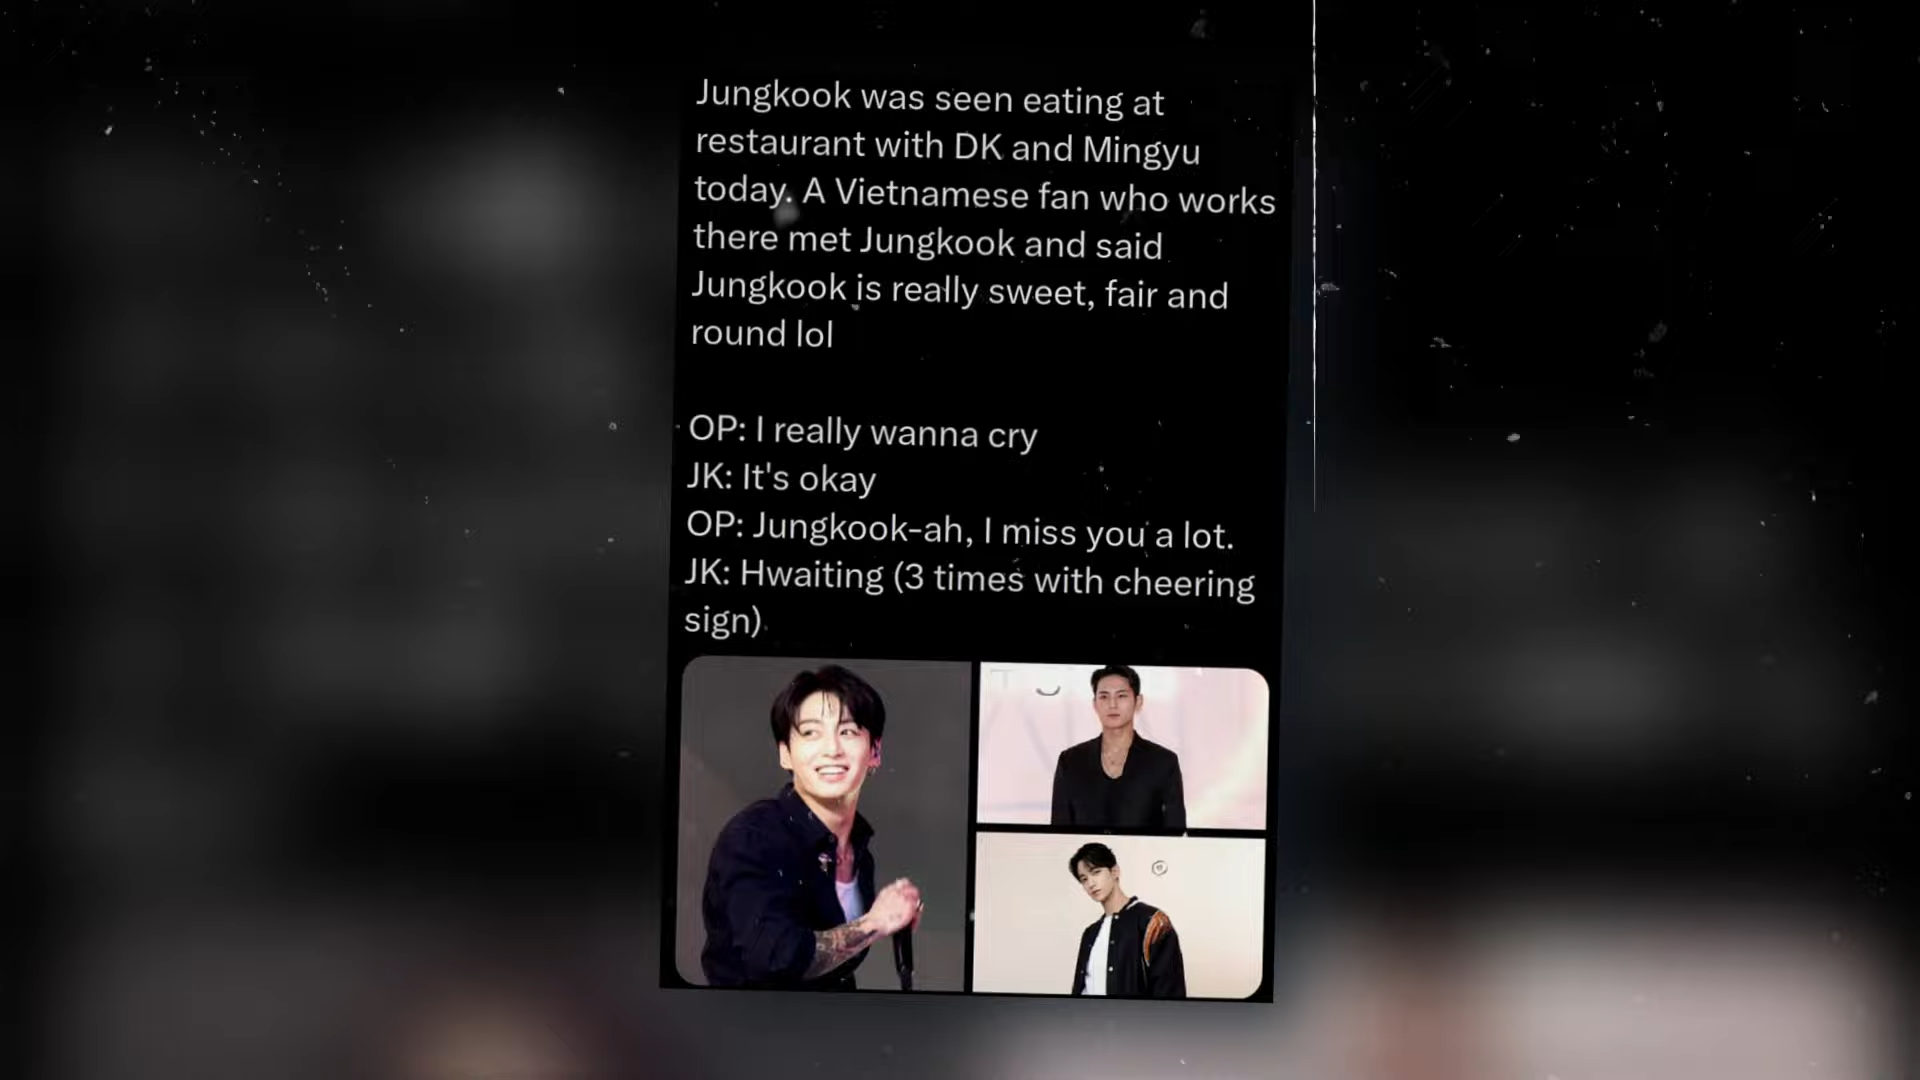 Jungkook was seen eating at
restaurant with DK and Mingyu
today. A Vietnamese fan who works
there met Jungkook and said
Jungkook is really sweet, fair and
round lol
OP: I really wanna cry
JK: It's okay
OP: Jungkook-ah, I miss you a lot.
JK: Hwaiting (3 times with cheering
sign)